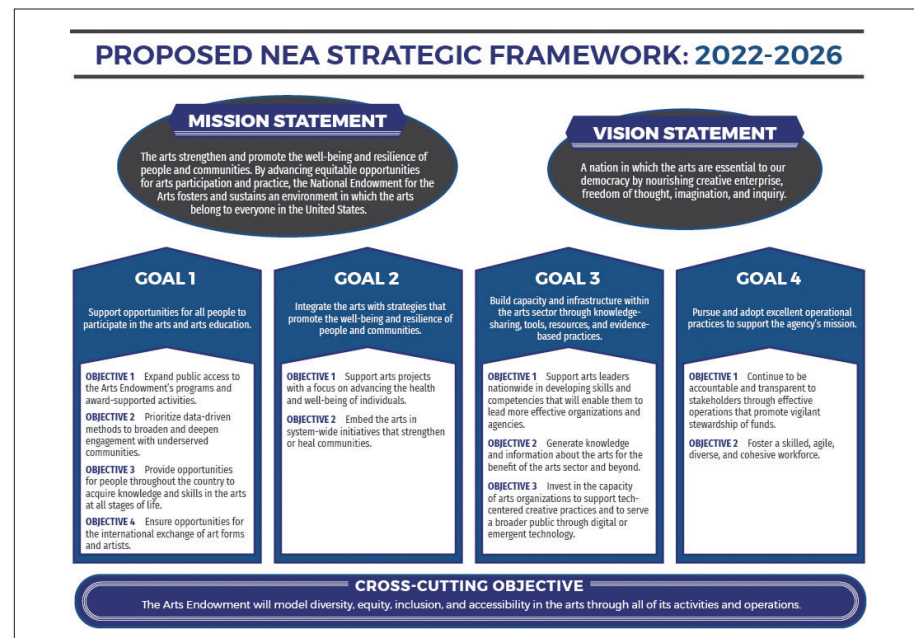 PROPOSED NEA STRATEGIC FRAMEWORK: 2022-2026
MISSION STATEMENT
The arts strengthen and promote the well-being and resilience of
people and communities. By advancing equitable opportunities
for arts participation and practice, the National Endowment for the
Arts fosters and sustains an environment in which the arts
belong to everyone in the United States.
VISION STATEMENT
A nation in which the arts are essential to our
democracy by nourishing creative enterprise,
freedom of thought, imagination, and inquiry.
GOAL 1
Support opportunities for all people to
participate in the arts and arts education.
OBJECTIVE 1 Expand public access to
the Arts Endowment's programs and
award-supported activities.
OBJECTIVE 2 Prioritize data-driven
methods to broaden and deepen
engagement with underserved
communities.
OBJECTIVE 3 Provide opportunities
for people throughout the country to
acquire knowledge and skills in the arts
at all stages of life.
OBJECTIVE 4 Ensure opportunities for
the international exchange of art forms
and artists.
GOAL 2
Integrate the arts with strategies that
promote the well-being and resilience of
people and communities.
OBJECTIVE 1 Support arts projects
with a focus on advancing the health
and well-being of individuals.
OBJECTIVE 2 Embed the arts in
system-wide initiatives that strengthen
or heal communities.
GOAL 3
Build capacity and infrastructure within
the arts sector through knowledge-
sharing, tools, resources, and evidence-
based practices.
OBJECTIVE 1 Support arts leaders
nationwide in developing skills and
competencies that will enable them to
lead more effective organizations and
agencies.
OBJECTIVE 2 Generate knowledge
and information about the arts for the
benefit of the arts sector and beyond.
OBJECTIVE 3 Invest in the capacity
of arts organizations to support tech-
centered creative practices and to serve
a broader public through digital or
emergent technology.
GOAL 4
Pursue and adopt excellent operational
practices to support the agency's mission.
OBJECTIVE 1 Continue to be
accountable and transparent to
stakeholders through effective
operations that promote vigilant
stewardship of funds.
OBJECTIVE 2 Foster a skilled, agile,
diverse, and cohesive workforce.
CROSS-CUTTING OBJECTIVE
The Arts Endowment will model diversity, equity, inclusion, and accessibility in the arts through all of its activities and operations.